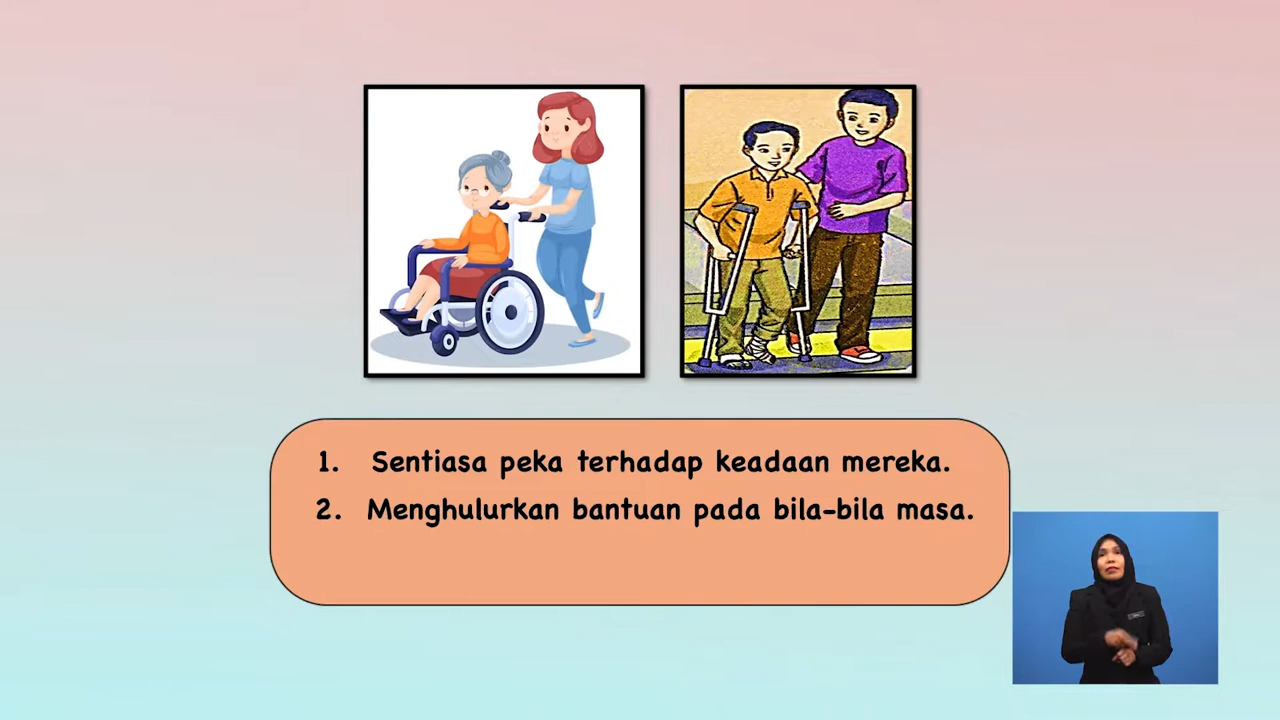 1. Sentiasa peka terhadap keadaan mereka.
2. Menghulurkan bantuan pada bila-bila masa.